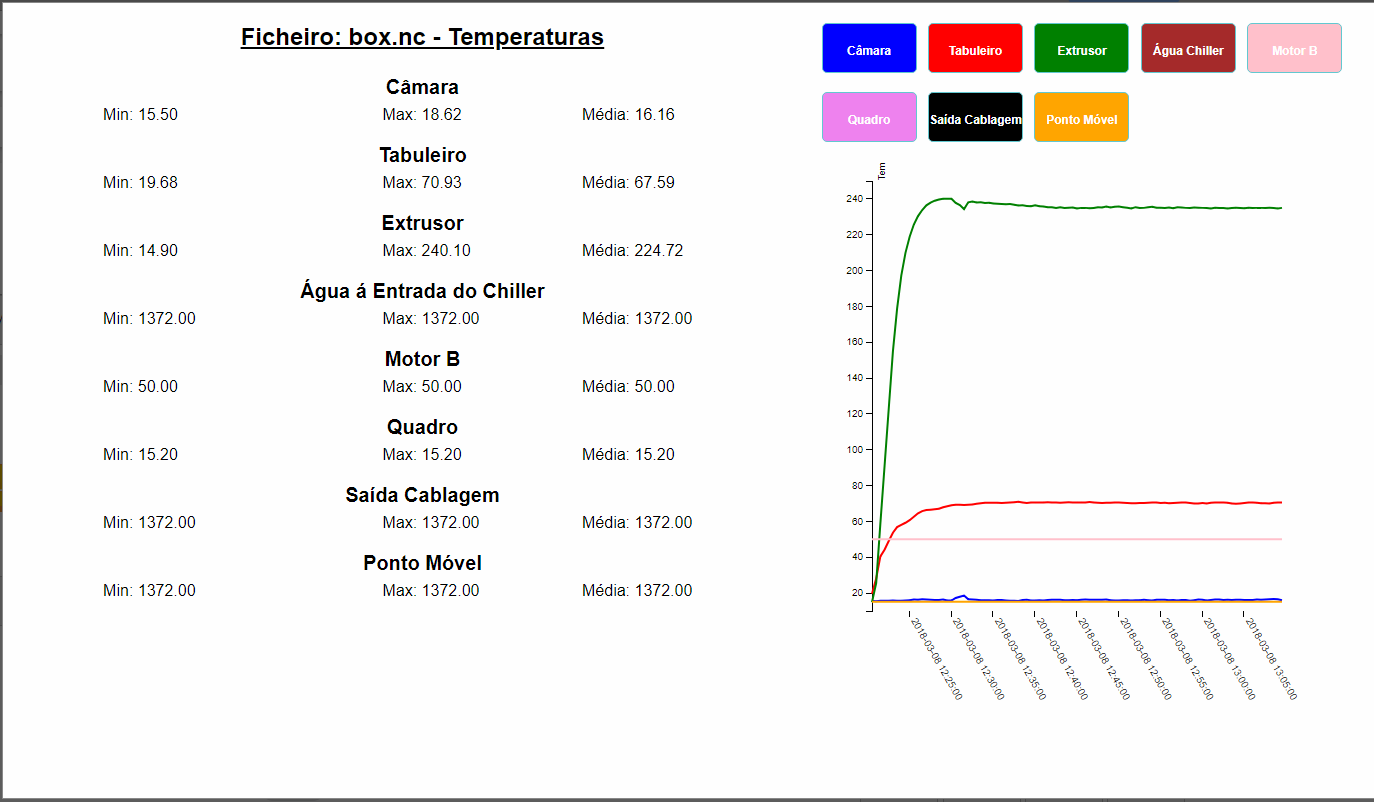 Ficheiro: box.nc - Temperaturas
Câmara
Min: 15.50 Max: 18.62 Média: 16.16
Tabuleiro
Min: 19.68 Max: 70.93 Média: 67.59
Extrusor
Min: 14.90 Max: 240.10 Média: 224.72
Água á Entrada do Chiller
Min: 1372.00 Max: 1372.00 Média: 1372.00
Motor B
Min: 50.00 Max: 50.00 Média: 50.00
Quadro
Min: 15.20 Max: 15.20 Média: 15.20
Saída Cablagem
Min: 1372.00 Max: 1372.00 Média: 1372.00
Ponto Móvel
Min: 1372.00 Max: 1372.00 Média: 1372.00
Câmara Tabuleiro Extrusor Água Chiller Motor B
Quadro Saída Cablagem Ponto Móvel
Tem
240
220
200
180
160
140
120
100
80
60
40
20
2018-03-08 12:25:00
2018-03-08 12:30:00
2018-03-08 12:35:00
2018-03-08 12:40:00
2018-03-08 12:45:00
2018-03-08 12:50:00
2018-03-08 12:55:00
2018-03-08 13:00:00
2018-03-08 13:05:00